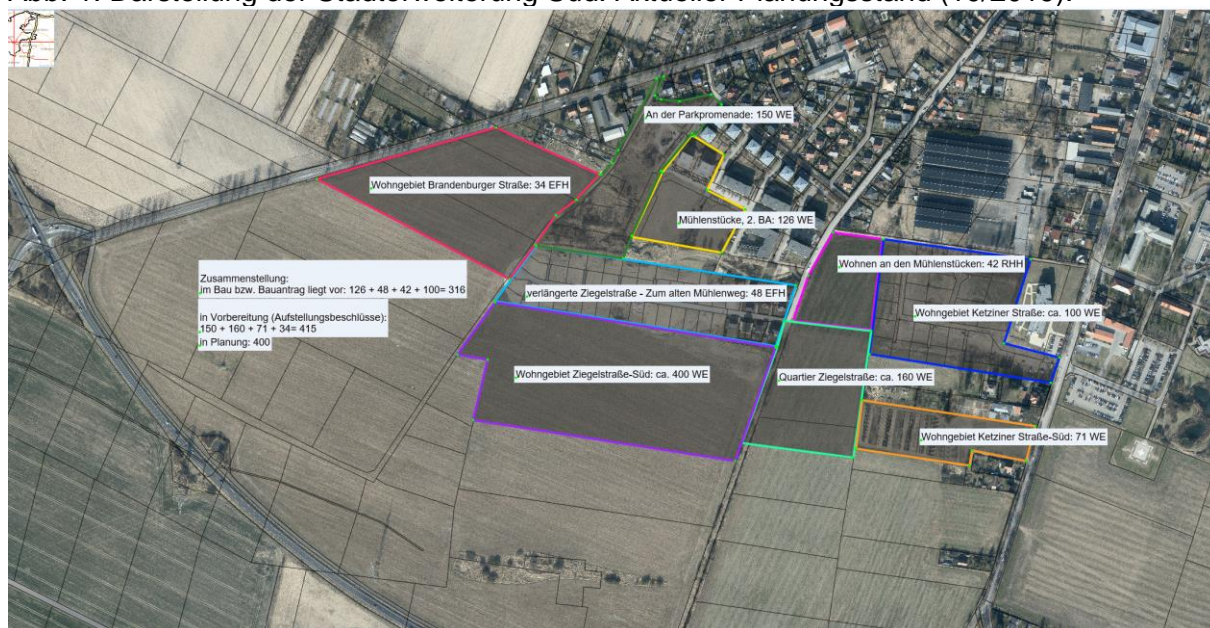 Abb. 1: Darstellung der Stadterweiterung Süd. Aktueller Planungsstand (10/2016).
An der Parkpromenade: 150 WE
Wohngebiet Brandenburger Straße: 34 EFH
Mühlenstücke, 2. BA: 126 WE
Wohnen an den Mühlenstücken: 42 RHH
Zusammenstellung:
im Bau bzw. Bauantrag liegt vor: 126 + 48 + 42 + 100= 316
verlängerte Ziegelstraße - Zum alten Mühlenweg: 48 EFH
Wohngebiet Ketziner Straße: ca. 100 WE
in Vorbereitung (Aufstellungsbeschlüsse):
150 + 160 + 71 + 34= 415
in Planung: 400
Wohngebiet Ziegelstraße-Süd: ca. 400 WE
Quartier Ziegelstraße: ca. 160 WE
Wohngebiet Ketziner Straße-Süd: 71 WE